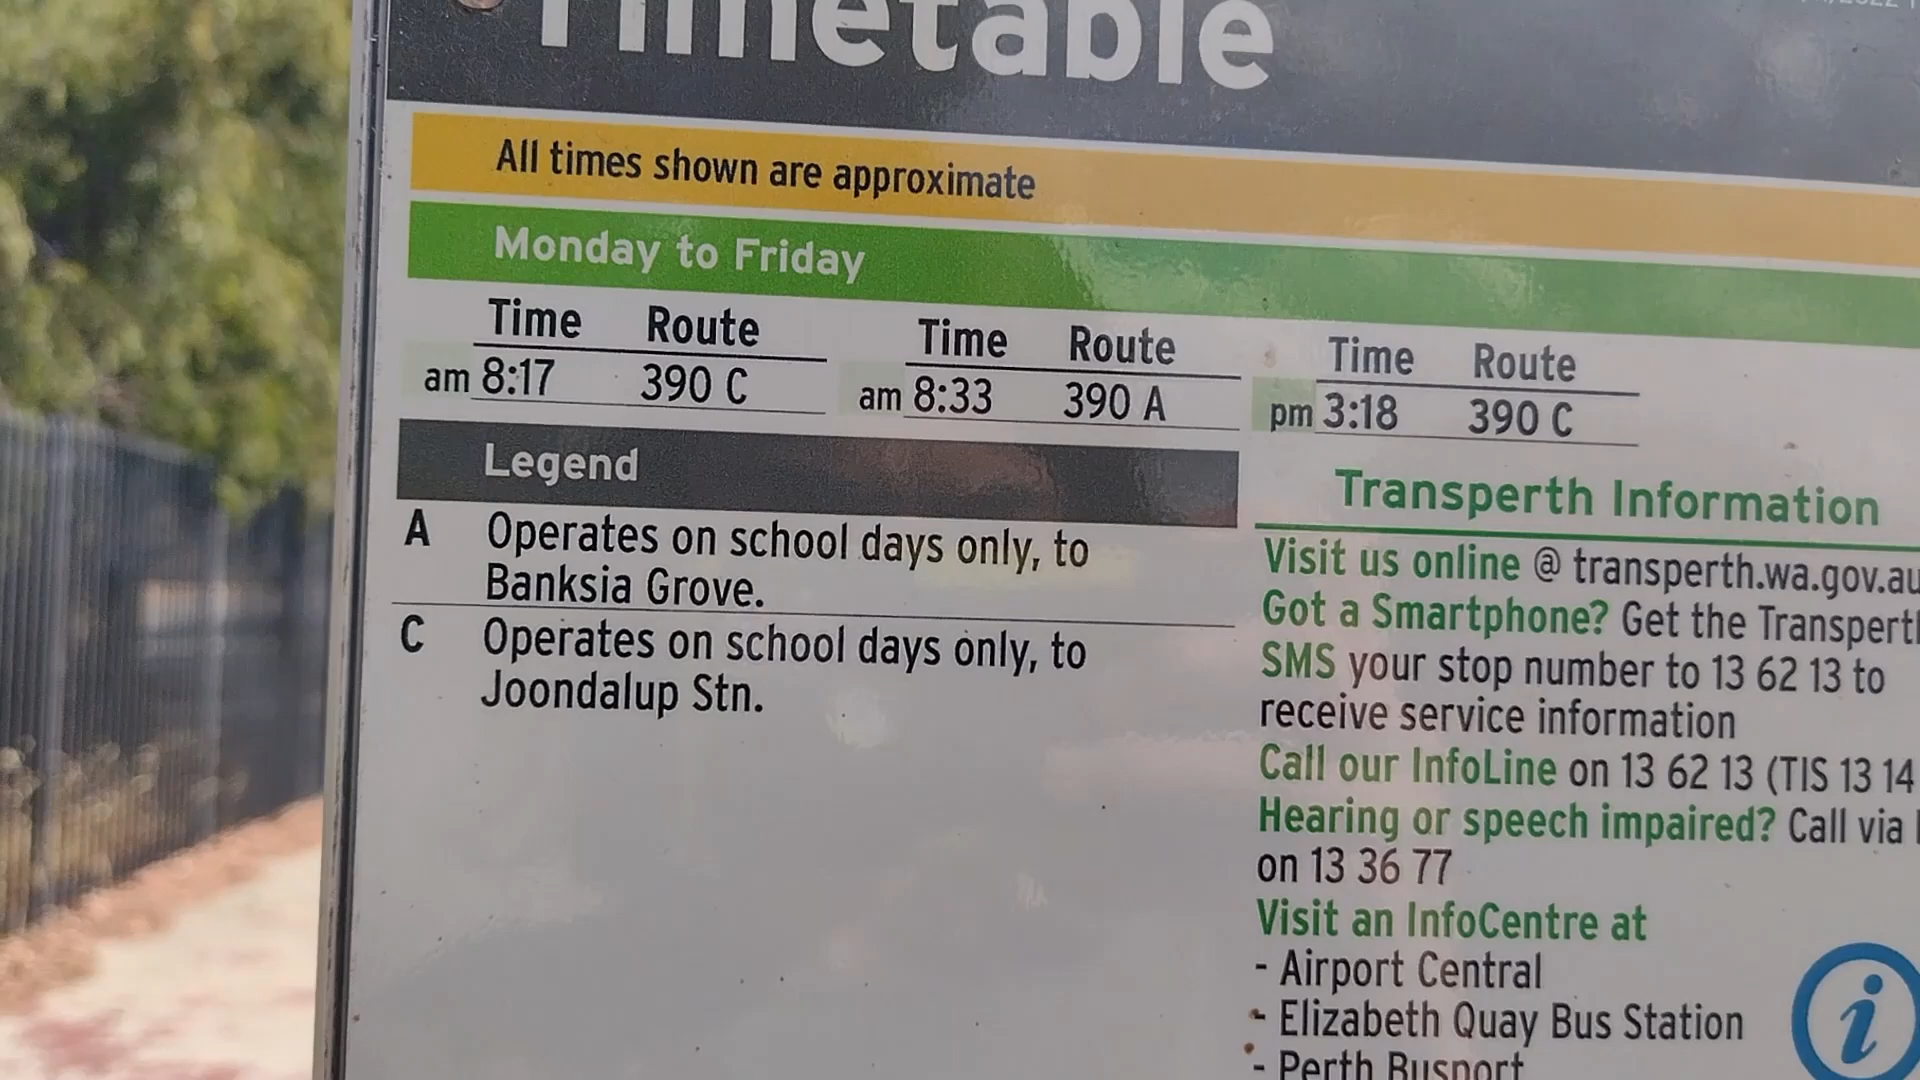 Timetable
All times shown are approximate
Monday to Friday
Time Route Time Route Time Route
am 8:17 390 C am 8:33 390 A pm 3:18 390 C
Legend
A Operates on school days only, to
Banksia Grove.
C Operates on school days only, to
Joondalup Stn.
Transperth Information
Visit us online @ transperth.wa.gov.au
Got a Smartphone? Get the Transperth
SMS your stop number to 13 62 13 to
receive service information
Call our InfoLine on 13 62 13 (TIS 13 14
Hearing or speech impaired? Call via
on 13 36 77
Visit an InfoCentre at
- Airport Central
- Elizabeth Quay Bus Station
- Perth Busport
i